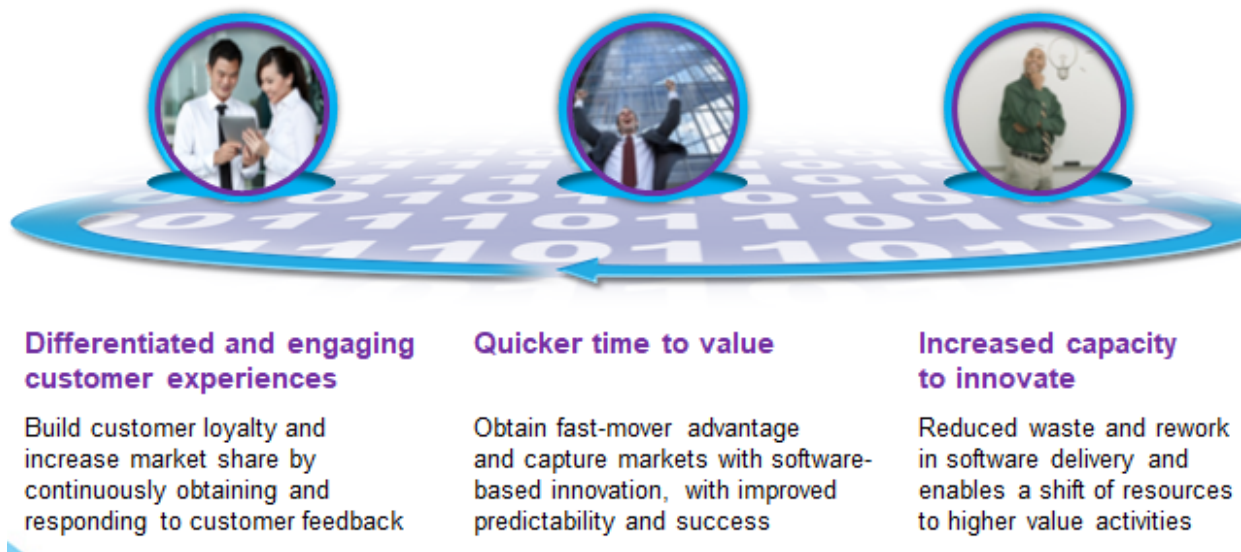 Differentiated and engaging
customer experiences
Build customer loyalty and
increase market share by
continuously obtaining and
responding to customer feedback
Quicker time to value
Obtain fast-mover advantage
and capture markets with software-
based innovation, with improved
predictability and success
Increased capacity
to innovate
Reduced waste and rework
in software delivery and
enables a shift of resources
to higher value activities